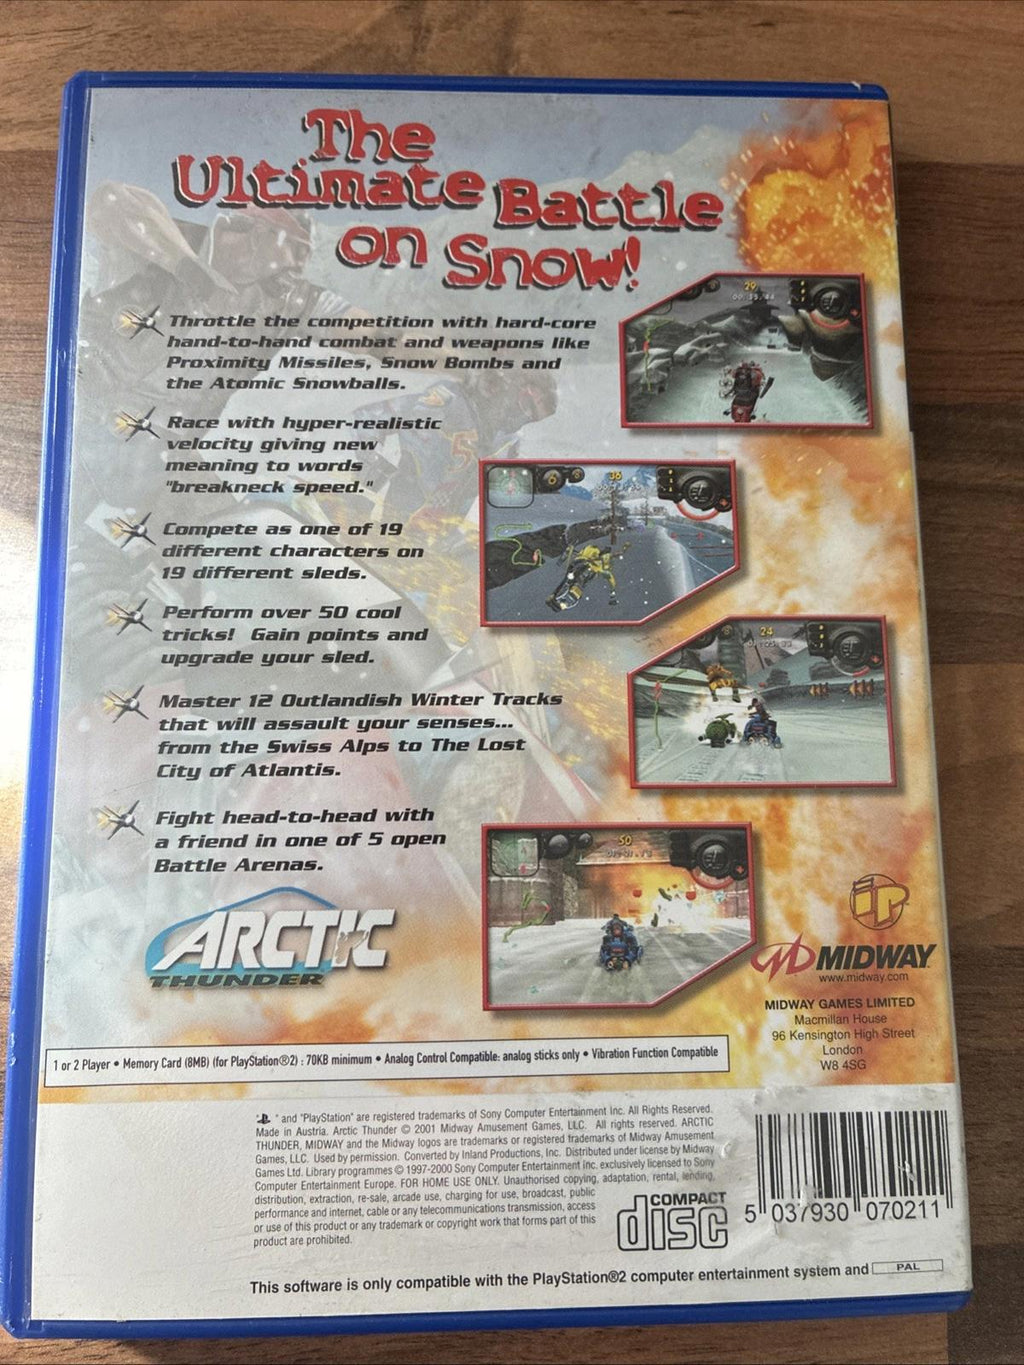 The
Ultimate Battle
on Snow!
Throttle the competition with hard-core
hand-to-hand combat and weapons like
Proximity Missiles, Snow Bombs and
the Atomic Snowballs.
Race with hyper-realistic
velocity giving new
meaning to words
"breakneck speed."
Compete as one of 19
different characters on
19 different sleds.
Perform over 50 cool
tricks! Gain points and
upgrade your sled.
Master 12 Outlandish Winter Tracks
that will assault your senses...
from the Swiss Alps to The Lost
City of Atlantis.
Fight head-to-head with
a friend in one of 5 open
Battle Arenas.
29
36
24
50
ARCTIC
THUNDER
MIDWAY
www.midway.com
MIDWAY GAMES LIMITED
Macmillan House
96 Kensington High Street
London
W8 4SG
1 or 2 Player • Memory Card (8MB) (for PlayStation®2) : 70KB minimum • Analog Control Compatible: analog sticks only • Vibration Function Compatible
" and "PlayStation" are registered trademarks of Sony Computer Entertainment Inc. All Rights Reserved.
Made in Austria. Arctic Thunder © 2001 Midway Amusement Games, LLC. All rights reserved. ARCTIC
THUNDER, MIDWAY and the Midway logos are trademarks or registered trademarks of Midway Amusement
Games, LLC. Used by permission. Converted by Inland Productions, Inc. Distributed under license by Midway
Games Ltd. Library programmes © 1997-2000 Sony Computer Entertainment Inc. exclusively licensed to Sony
Computer Entertainment Europe. FOR HOME USE ONLY. Unauthorised copying, adaptation, rental, lending,
distribution, extraction, re-sale, arcade use, charging for use, broadcast, public
performance and internet, cable or any telecommunications transmission, access
or use of this product or any trademark or copyright work that forms part of this
product are prohibited.
COMPACT
disc
5 037930 070211
This software is only compatible with the PlayStation®2 computer entertainment system and PAL